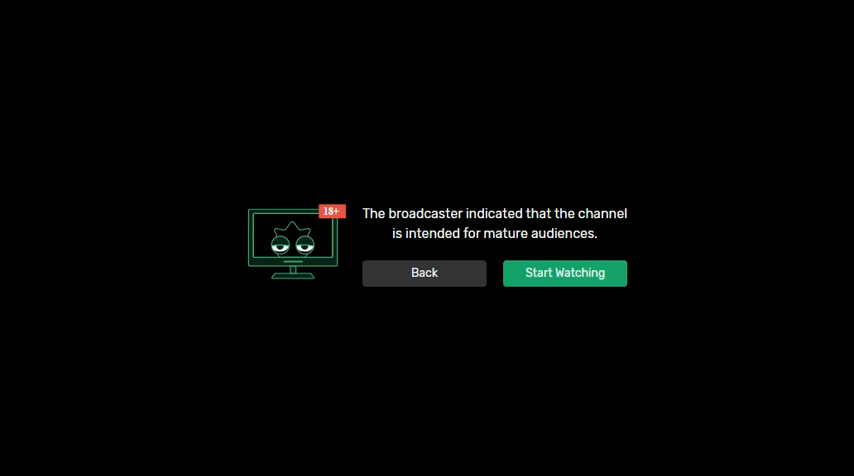 18+
The broadcaster indicated that the channel
is intended for mature audiences.
Back
Start Watching